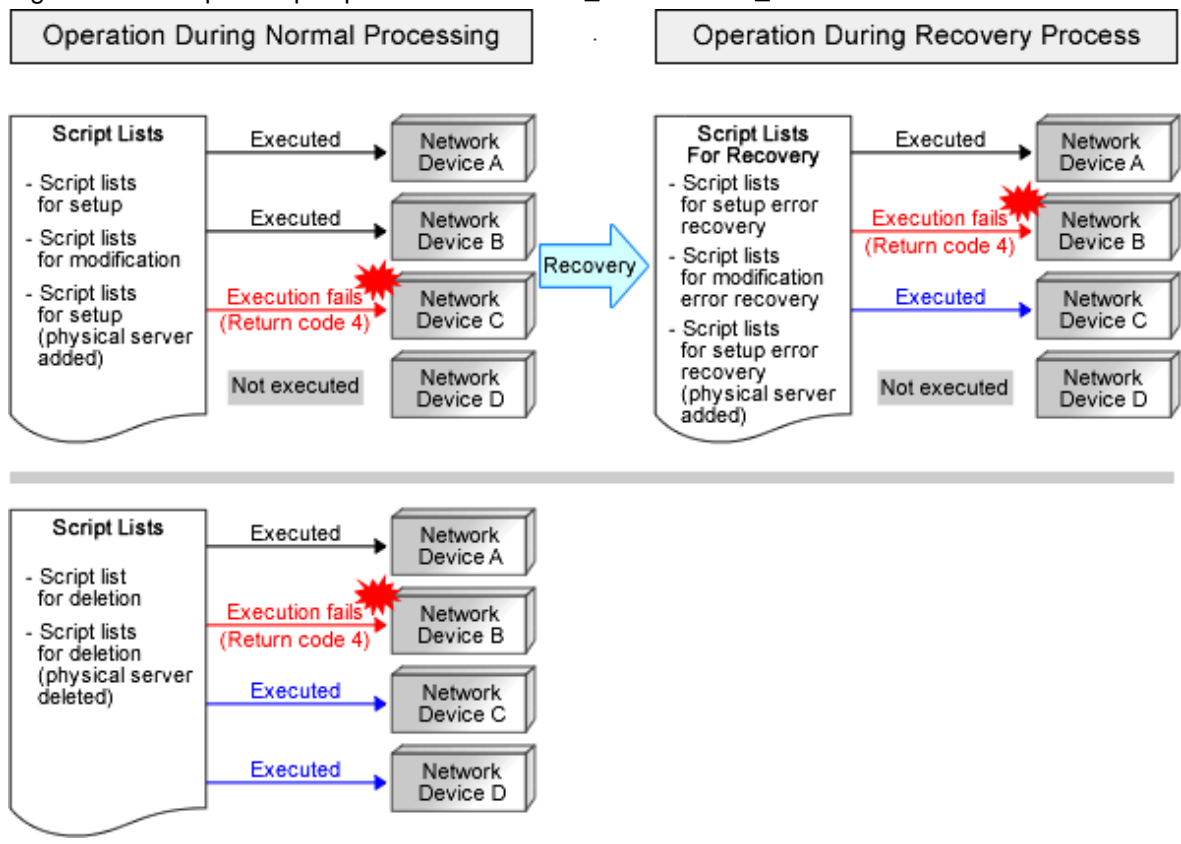 Operation During Normal Processing
Operation During Recovery Process
Script Lists
- Script lists
for setup
- Script lists
for modification
- Script lists
for setup
(physical server
added)
Executed
Network
Device A
Executed
Network
Device B
Execution fails
(Return code 4)
Network
Device C
Not executed
Network
Device D
Recovery
Script Lists
For Recovery
- Script lists
for setup error
recovery
- Script lists
for modification
error recovery
- Script lists
for setup error
recovery
(physical server
added)
Executed
Network
Device A
Execution fails
(Return code 4)
Network
Device B
Executed
Network
Device C
Not executed
Network
Device D
Script Lists
- Script list
for deletion
- Script lists
for deletion
(physical server
deleted)
Executed
Network
Device A
Execution fails
(Return code 4)
Network
Device B
Executed
Network
Device C
Executed
Network
Device D